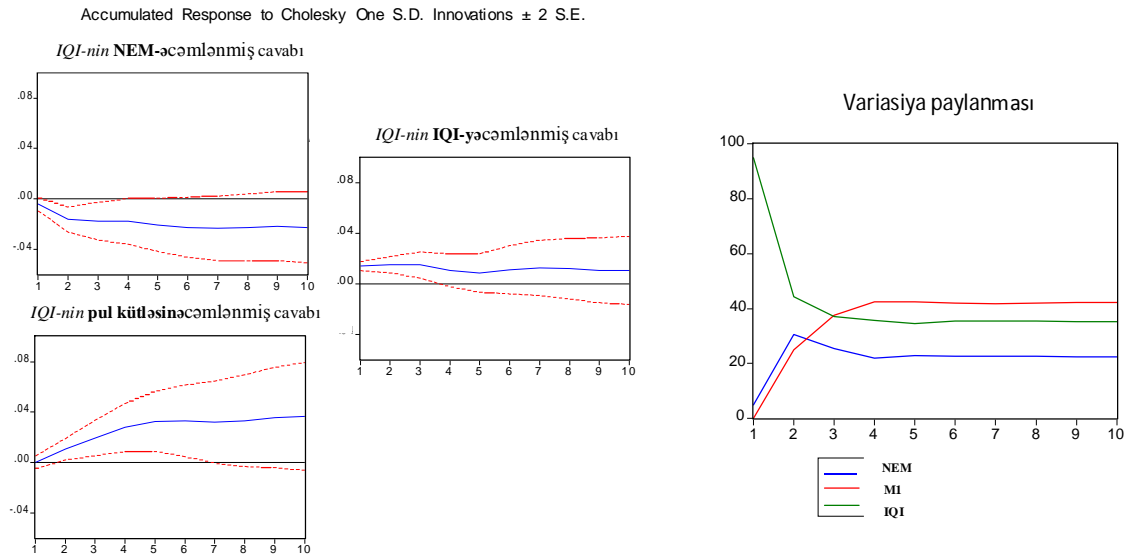 Accumulated Response to Cholesky One S.D. Innovations ± 2 S.E.
IQI-nin NEM-əcəmlənmiş cavabı
.08
.04
.00
-.04
1 2 3 4 5 6 7 8 9 10
IQI-nin IQI-yəcəmlənmiş cavabı
.08
.04
.00
1 2 3 4 5 6 7 8 9 10
IQI-nin pul kütləsinəcəmlənmiş cavabı
.08
.04
.00
-.04
1 2 3 4 5 6 7 8 9 10
Variasiya paylanması
100
80
60
40
20
0
1 2 3 4 5 6 7 8 9 10
NEM
M1
IQI